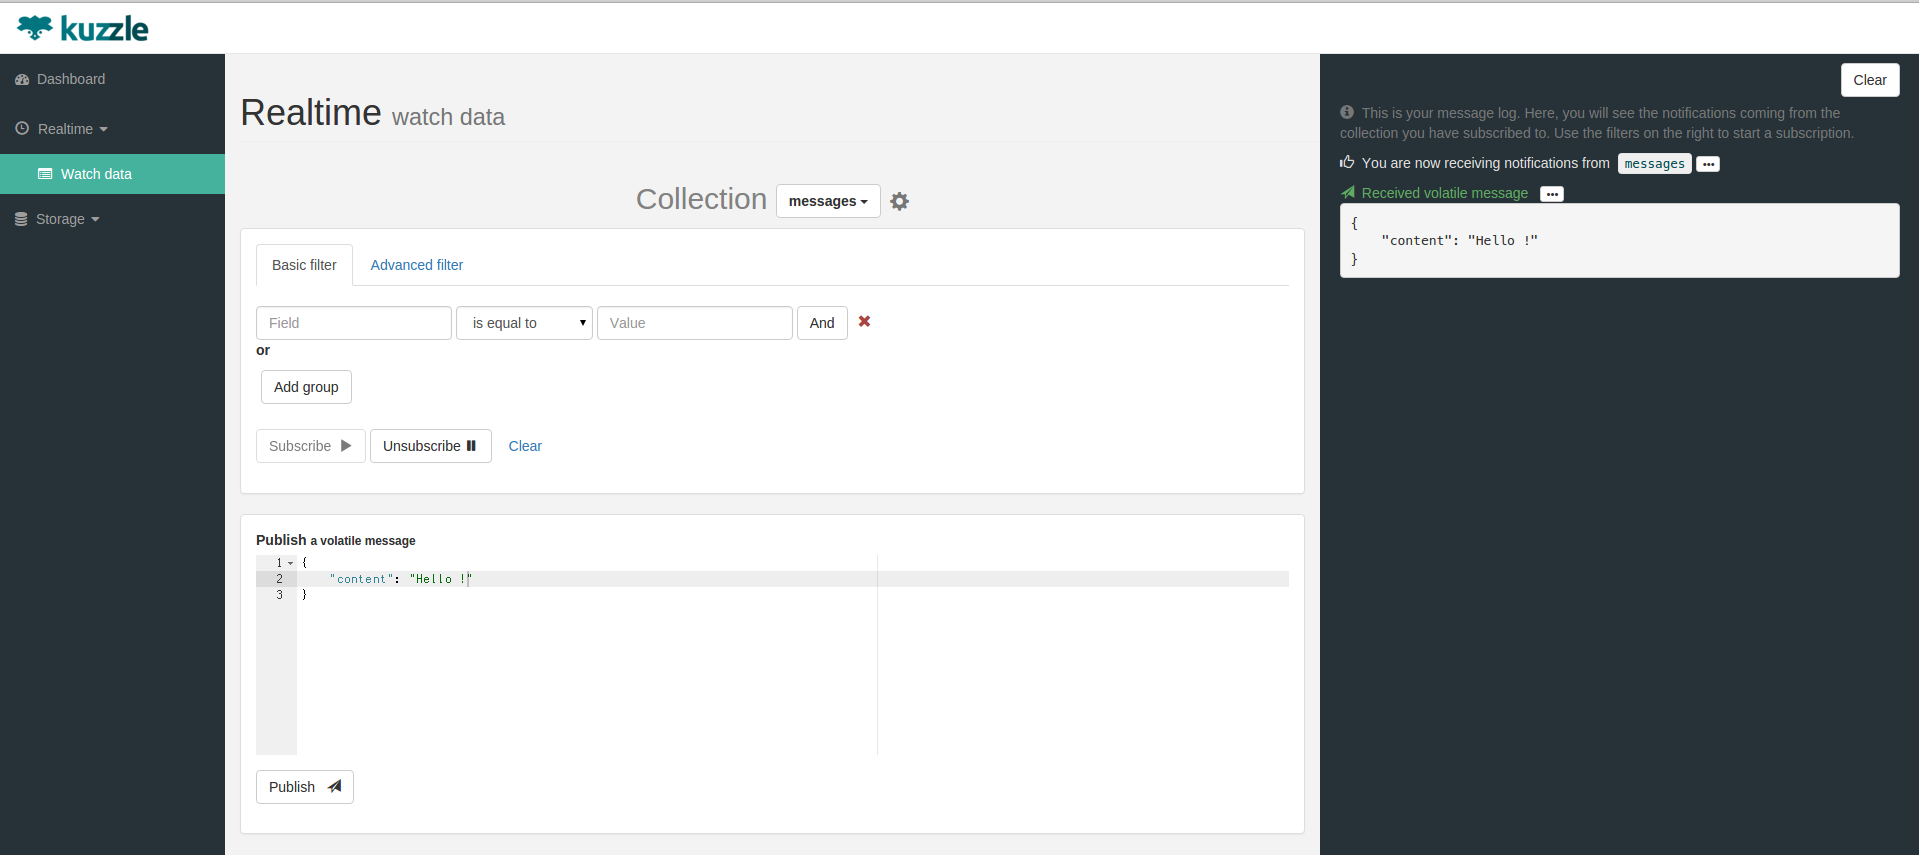 kuzzle
Dashboard
Realtime
Watch data
Storage
Realtime watch data
Collection messages
Basic filter Advanced filter
Field is equal to Value And
or
Add group
Subscribe Unsubscribe Clear
Publish a volatile message
1 {
2 "content": "Hello !"
3 }
Publish
Clear
This is your message log. Here, you will see the notifications coming from the
collection you have subscribed to. Use the filters on the right to start a subscription.
You are now receiving notifications from messages •••
Received volatile message •••
{
"content": "Hello !"
}